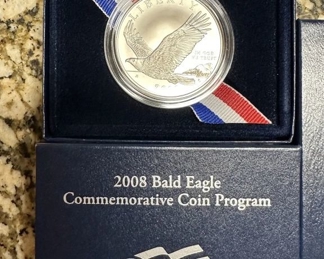 LIBERTY
IN GOD
WE TRUST
2008 Bald Eagle
Commemorative Coin Program